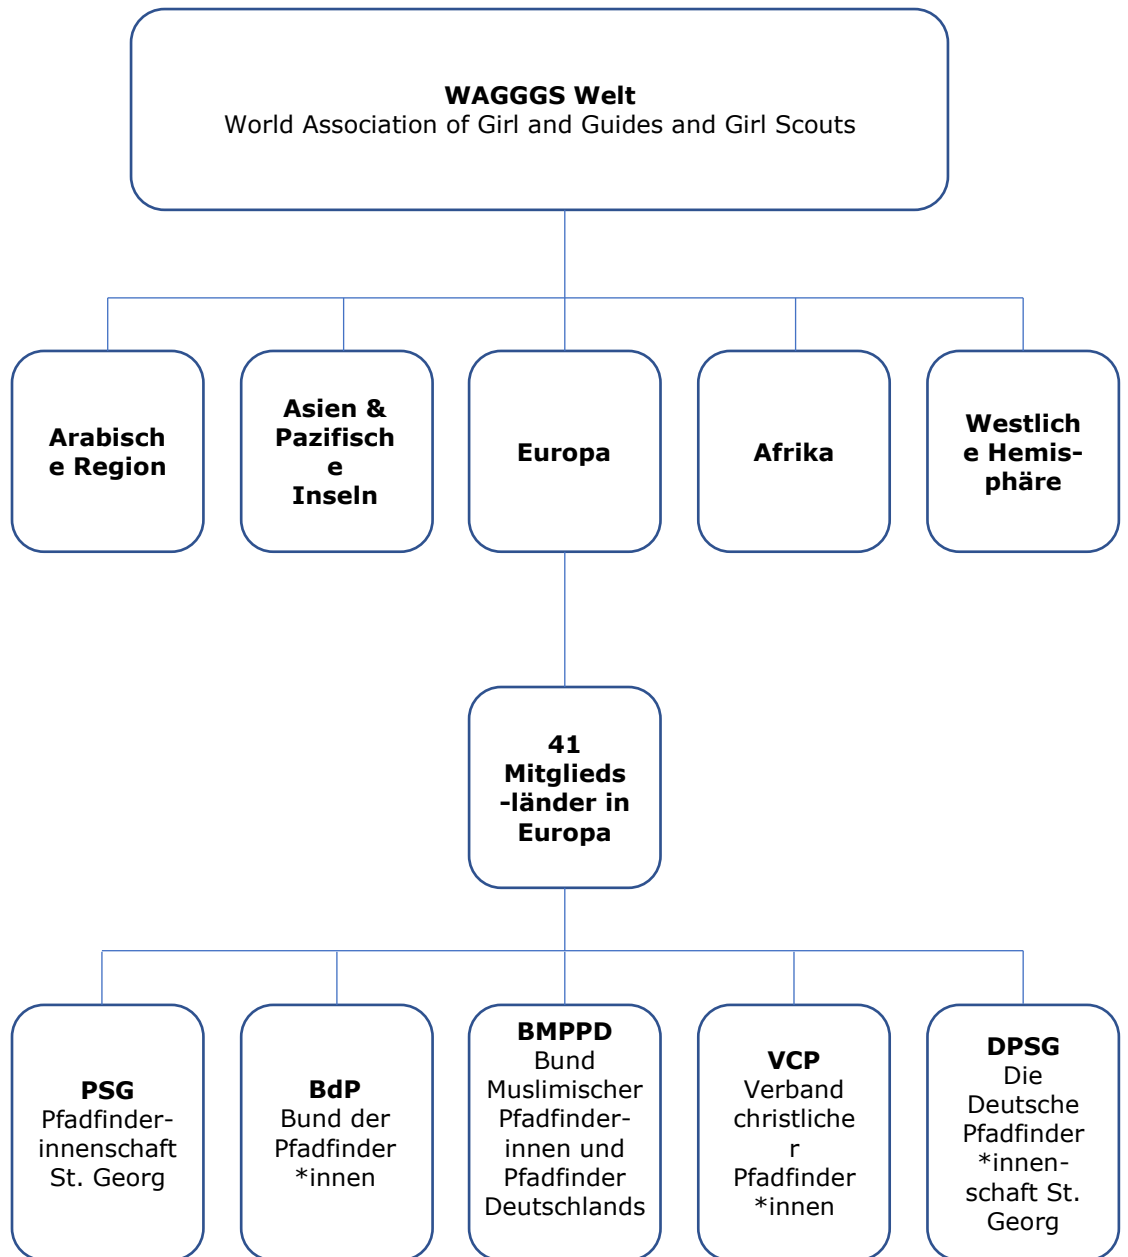 WAGGGS Welt
World Association of Girl and Guides and Girl Scouts
Arabisch
e Region
Asien &
Pazifisch
e
Inseln
Europa
Afrika
Westlich
e Hemis-
phäre
41
Mitglieds
-länder in
Europa
PSG
Pfadfinder-
innenschaft
St. Georg
BdP
Bund der
Pfadfinder
*innen
BMPPD
Bund
Muslimischer
Pfadfinder-
innen und
Pfadfinder
Deutschlands
VCP
Verband
christliche
r
Pfadfinder
*innen
DPSG
Die
Deutsche
Pfadfinder
*innen-
schaft St.
Georg